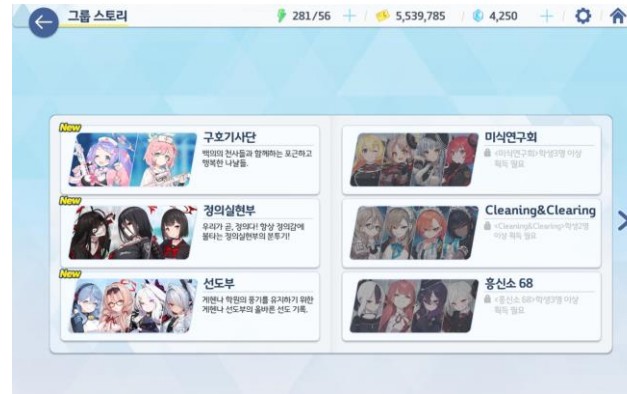 그룹 스토리
281/56
5,539,785
4,250
New
구호기사단
백의의 천사들과 함께하는 포근하고
행복한 나날들.
New
정의실현부
우리가 곧, 정의다! 항상 정의감에
불타는 정의실현부의 분투기!
New
선도부
게헨나 학원의 풍기를 유지하기 위한
게헨나 선도부의 올바른 선도 기록.
미식연구회
<미식연구회>학생3명 이상
획득 필요
Cleaning&Clearing
<Cleaning&Clearing>학생2명
이상 획득 필요
흥신소 68
<흥신소 68>학생3명 이상
획득 필요